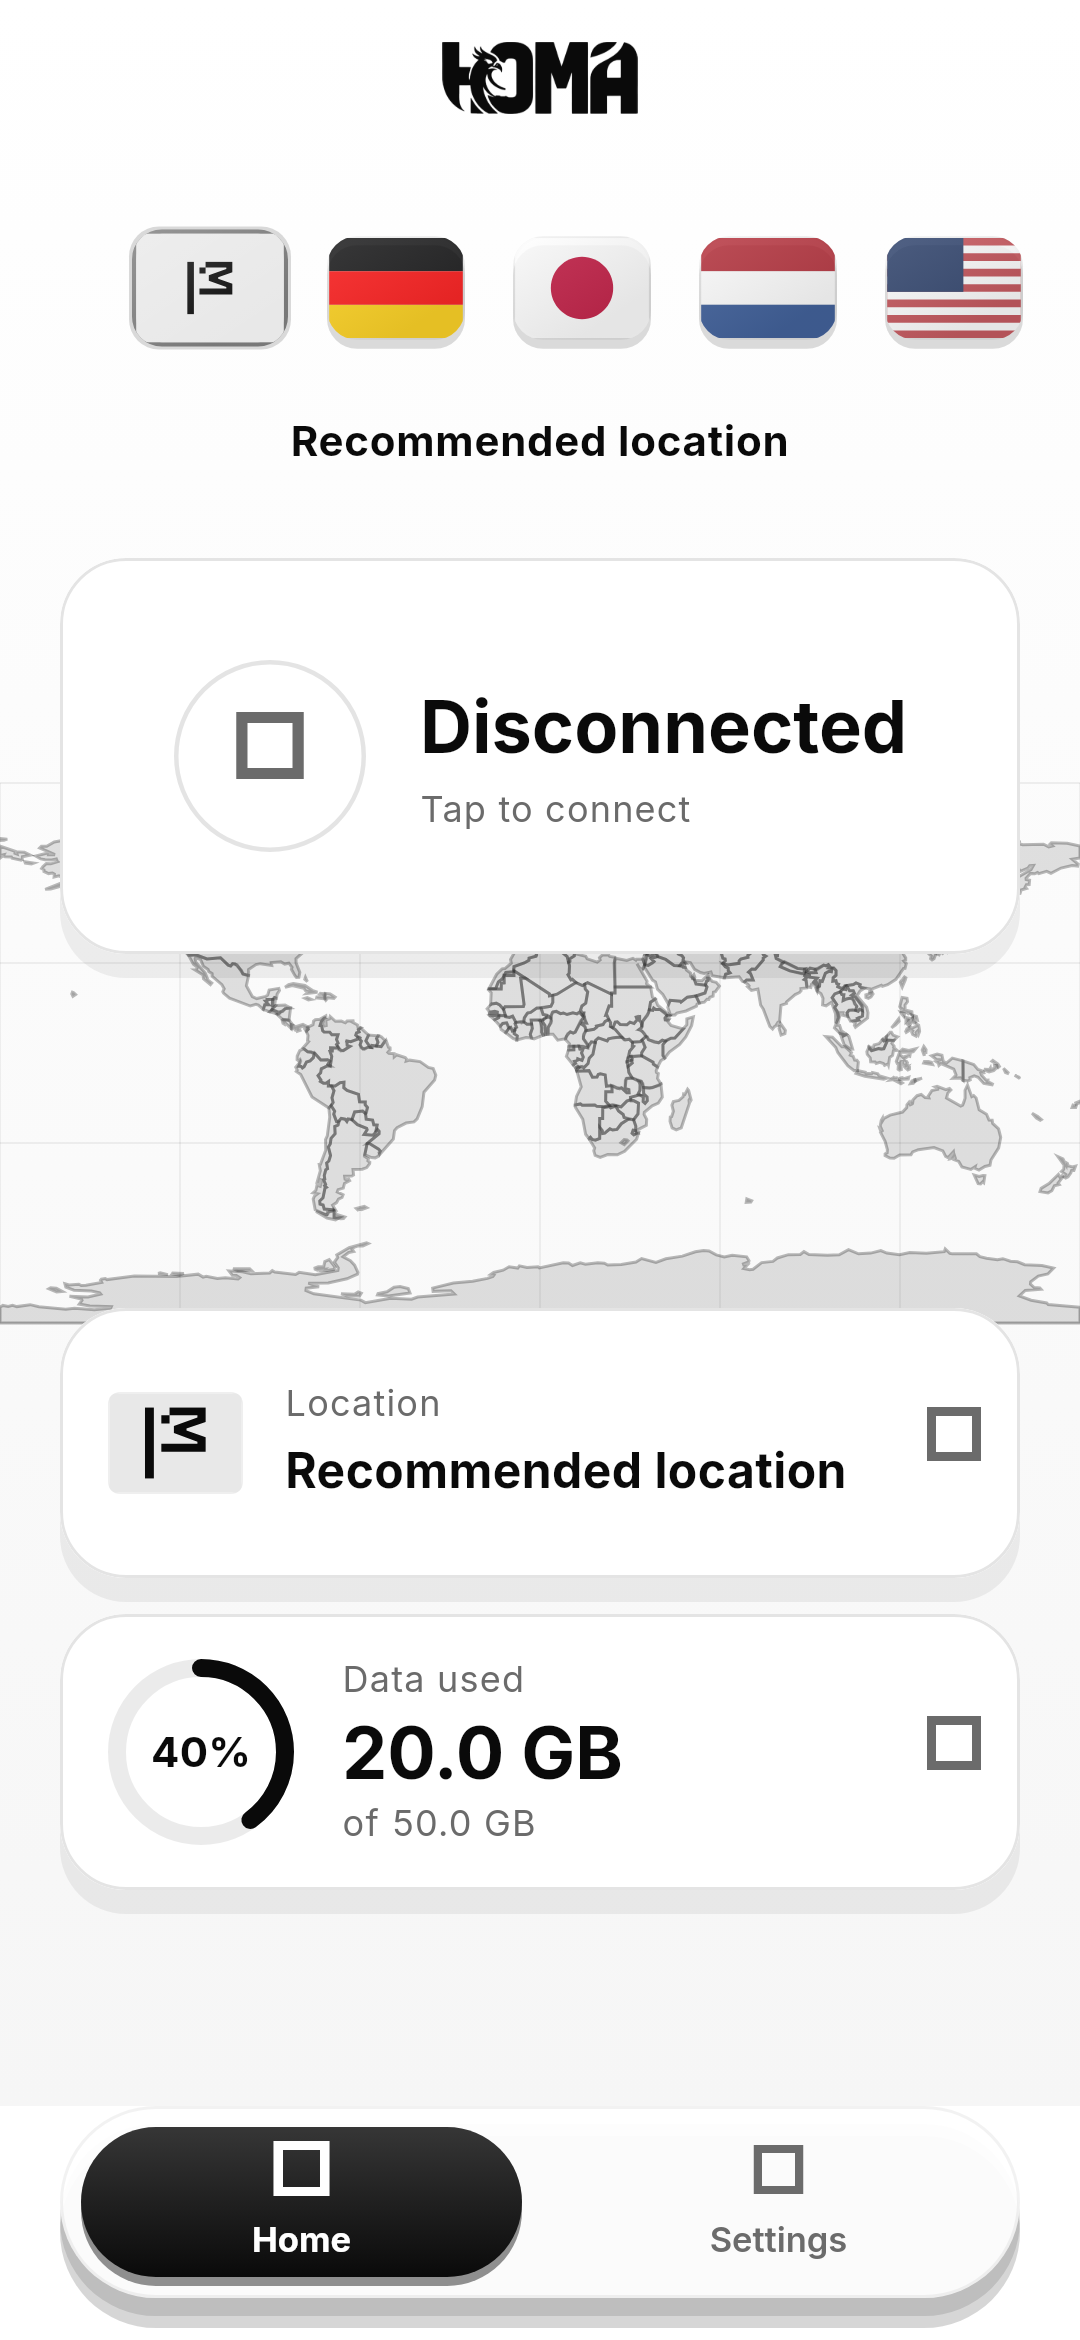 HOMA
Recommended location
Disconnected
Tap to connect
Location
Recommended location
40%
Data used
20.0 GB
of 50.0 GB
Home
Settings